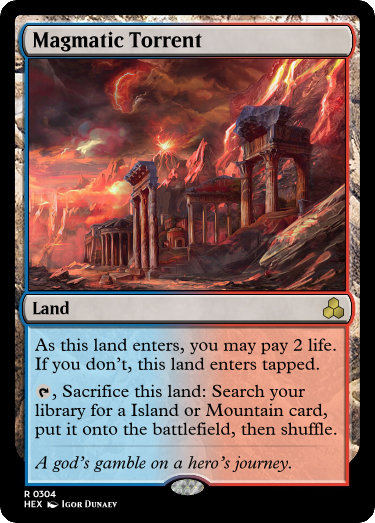 Magmatic Torrent
Land
As this land enters, you may pay 2 life.
If you don't, this land enters tapped.
, Sacrifice this land: Search your
library for a Island or Mountain card,
put it onto the battlefield, then shuffle.
A god's gamble on a hero's journey.
R 0304
HEX Igor Dunaev